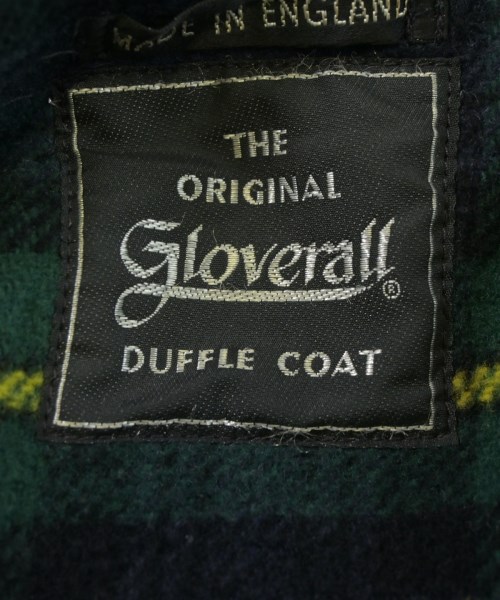 MADE IN ENGLAND
THE
ORIGINAL
Gloverall®
DUFFLE COAT